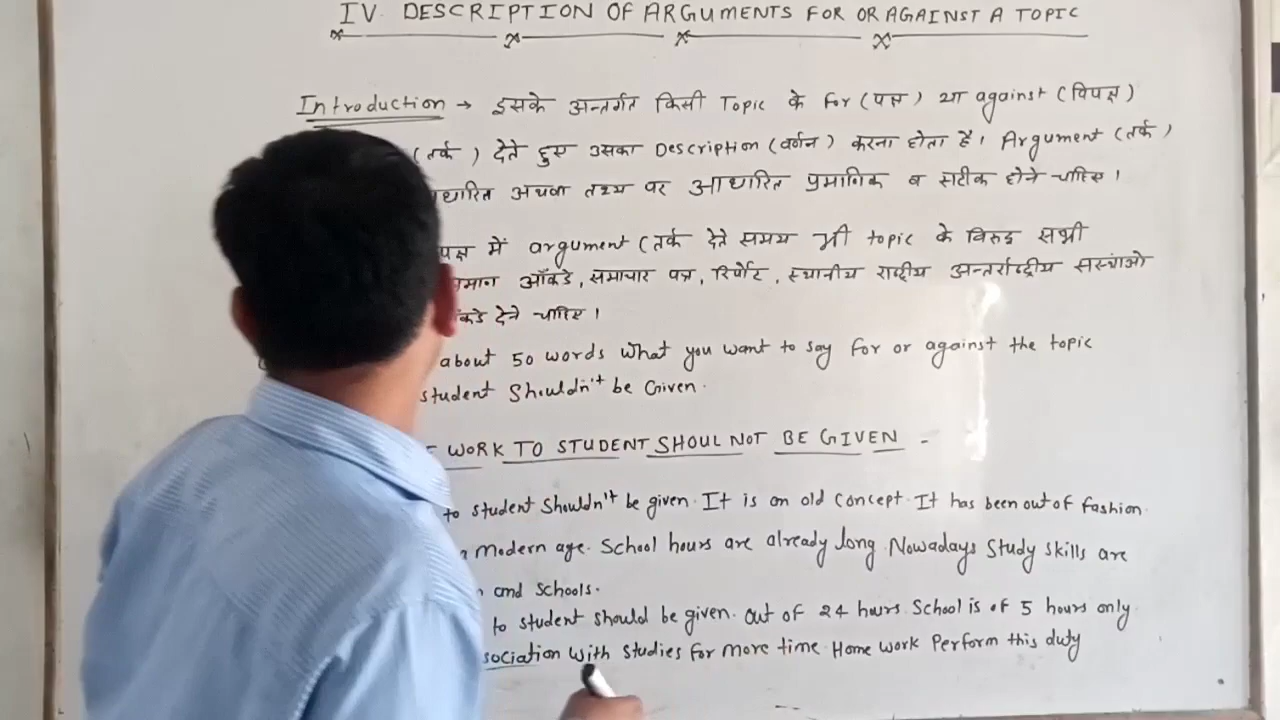 IV. DESCRIPTION OF ARGUMENTS FOR OR AGAINST A TOPIC
Introduction → इसके अन्तर्गत किसी Topic के For (पक्ष) या against (विपक्ष)
(तर्क) देते हुए उसका Description (वर्णन) करना होता है। Argument (तर्क)
धारित अथवा तथ्य पर आधारित प्रमाणिक व सटीक होने चाहिए।
पक्ष में argument (तर्क देते समय भी topic के विरुद्ध सभी
माण आँकडे, समाचार पत्र, रिर्पोट, स्थानीय राष्ट्रीय अन्तर्राष्ट्रीय सस्थाओ
कडे देने चाहिए।
about 50 words what you want to say for or against the topic
student Shouldn't be Given.
WORK TO STUDENT SHOUL NOT BE GIVEN -
to student shouldn't be given. It is an old concept. It has been out of fashion.
modern age. School hours are already long. Nowadays study skills are
and schools.
to student should be given. Out of 24 hours. School is of 5 hours only
sociation with studies for more time. Home work Perform this duty